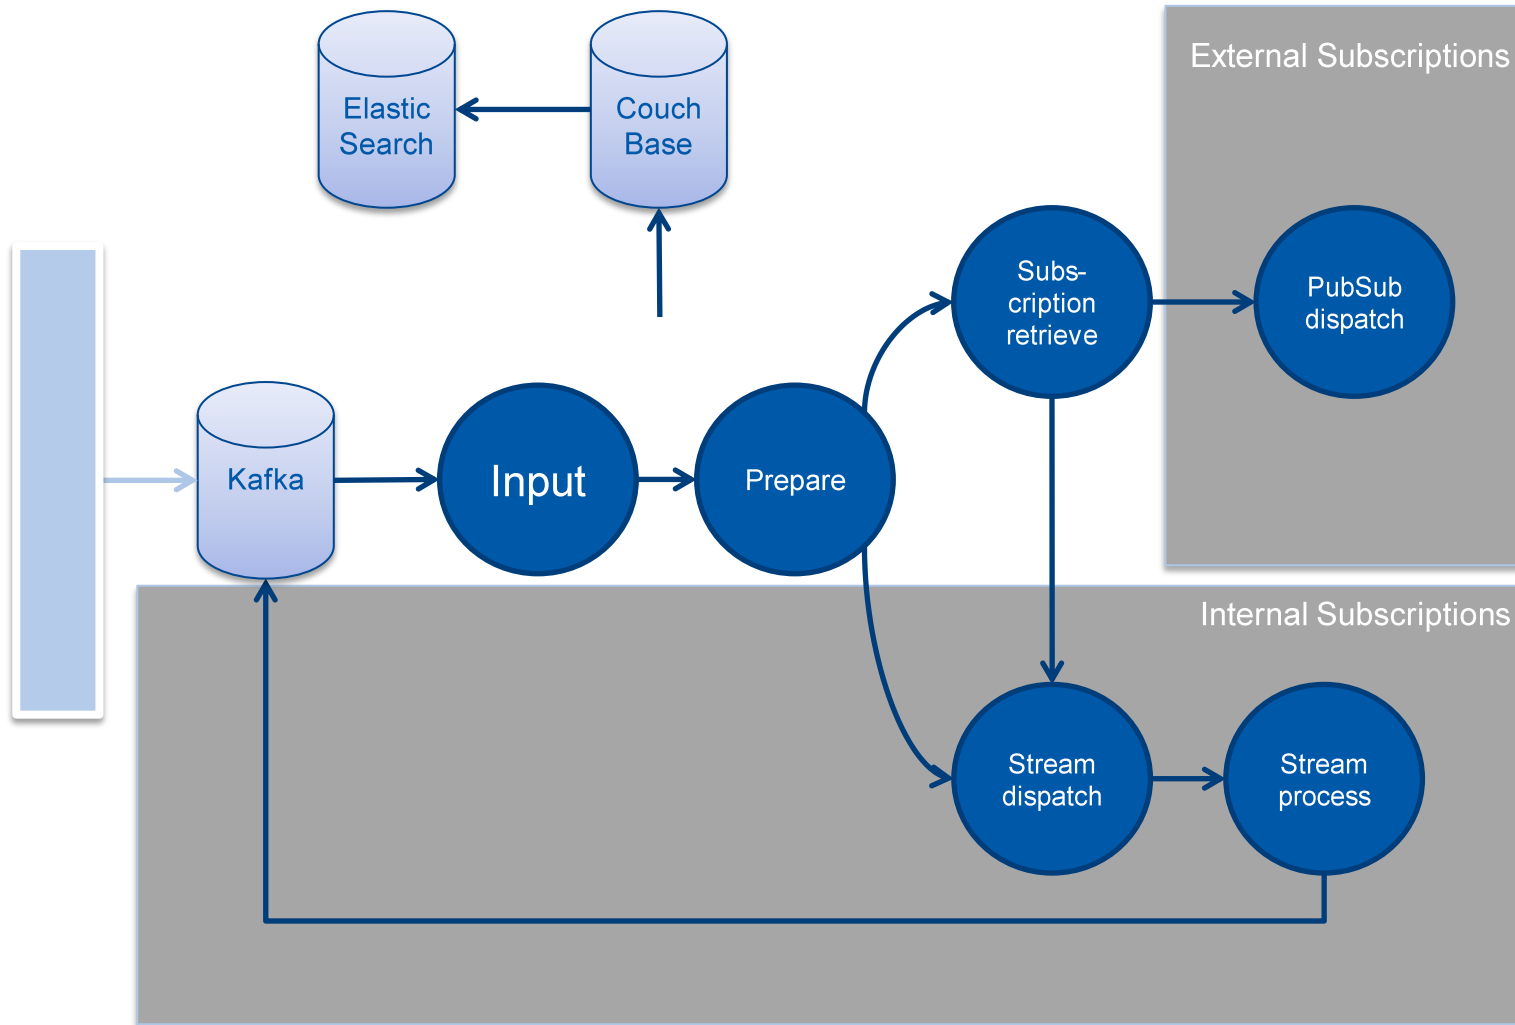 External Subscriptions
Elastic
Search
Couch
Base
Subs-
cription
retrieve
PubSub
dispatch
Kafka
Input
Prepare
Internal Subscriptions
Stream
dispatch
Stream
process